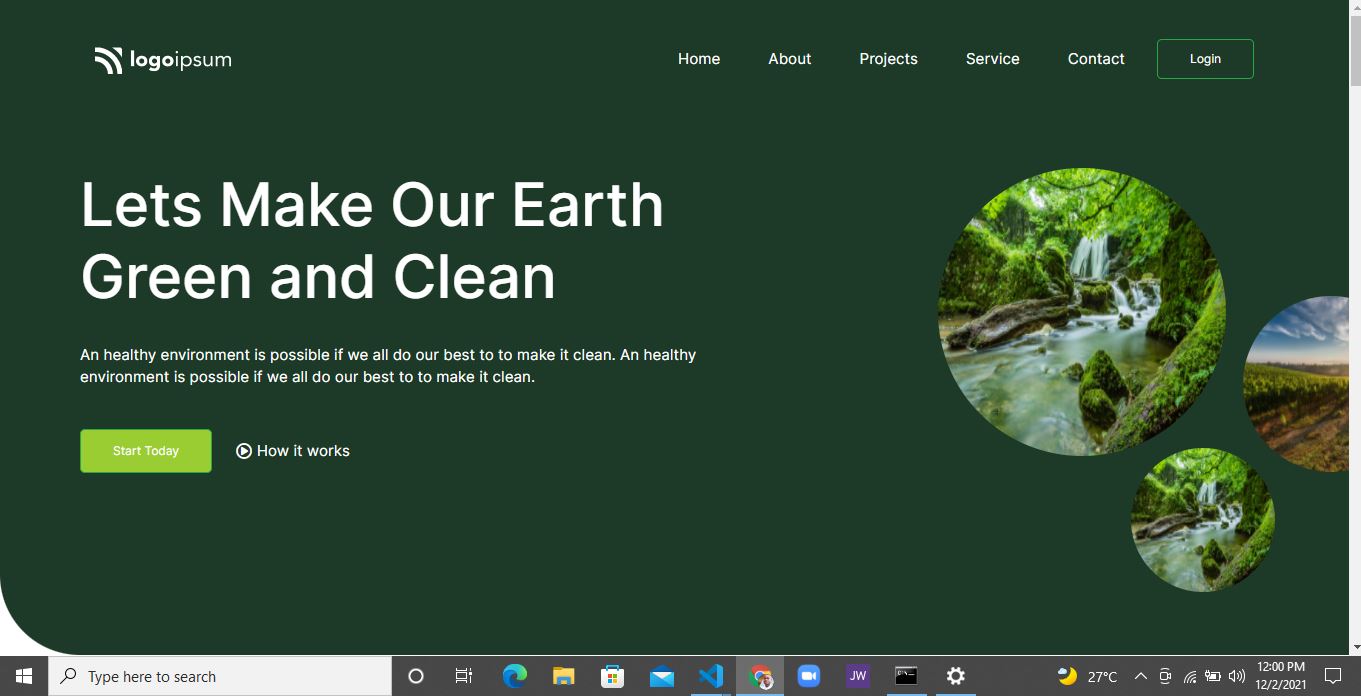 logoipsum
Home About Projects Service Contact Login
Lets Make Our Earth
Green and Clean
An healthy environment is possible if we all do our best to to make it clean. An healthy
environment is possible if we all do our best to to make it clean.
Start Today How it works
Type here to search
JW
27°C
12:00 PM
12/2/2021